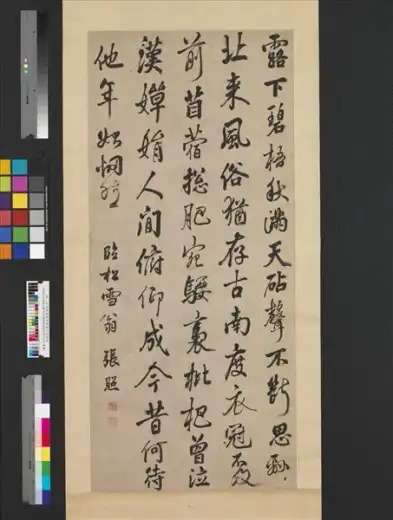 露下碧梧秋滿天砧聲不斷思綿〻
北来風俗猶存古南度衣冠不及
前苜蓿総肥宛騕褭枇杷曾泣
漢嬋娟人間俯仰成今昔何待
他年始惘然
臨松雪翁 張照